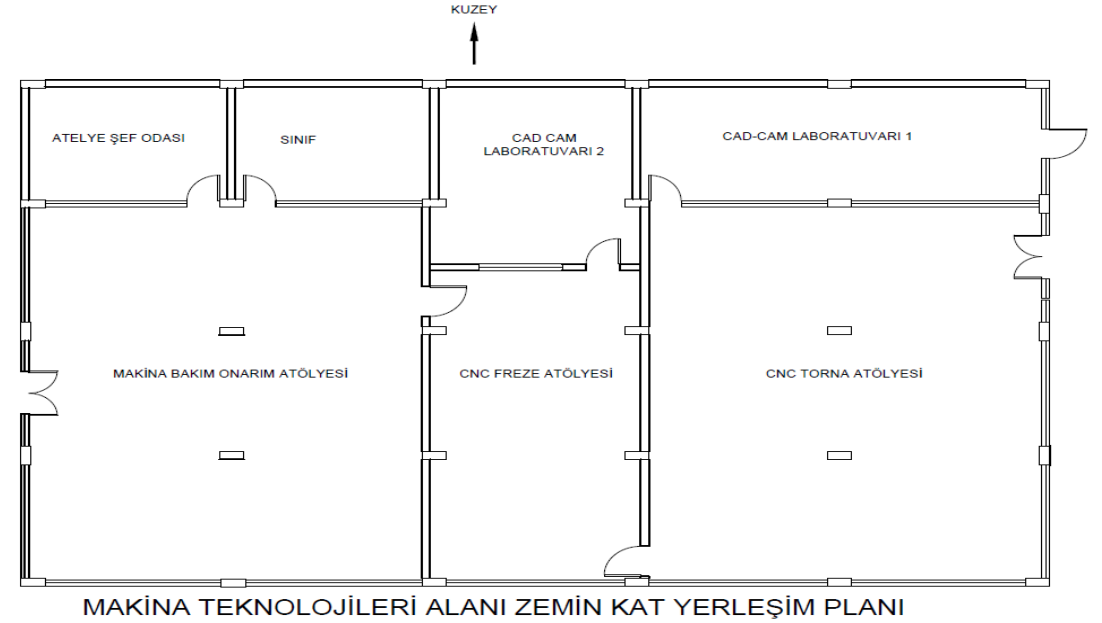 KUZEY
ATELYE ŞEF ODASI
SINIF
CAD CAM
LABORATUVARI 2
CAD-CAM LABORATUVARI 1
MAKİNA BAKIM ONARIM ATÖLYESİ
CNC FREZE ATÖLYESİ
CNC TORNA ATÖLYESİ
MAKİNA TEKNOLOJİLERİ ALANI ZEMİN KAT YERLEŞİM PLANI